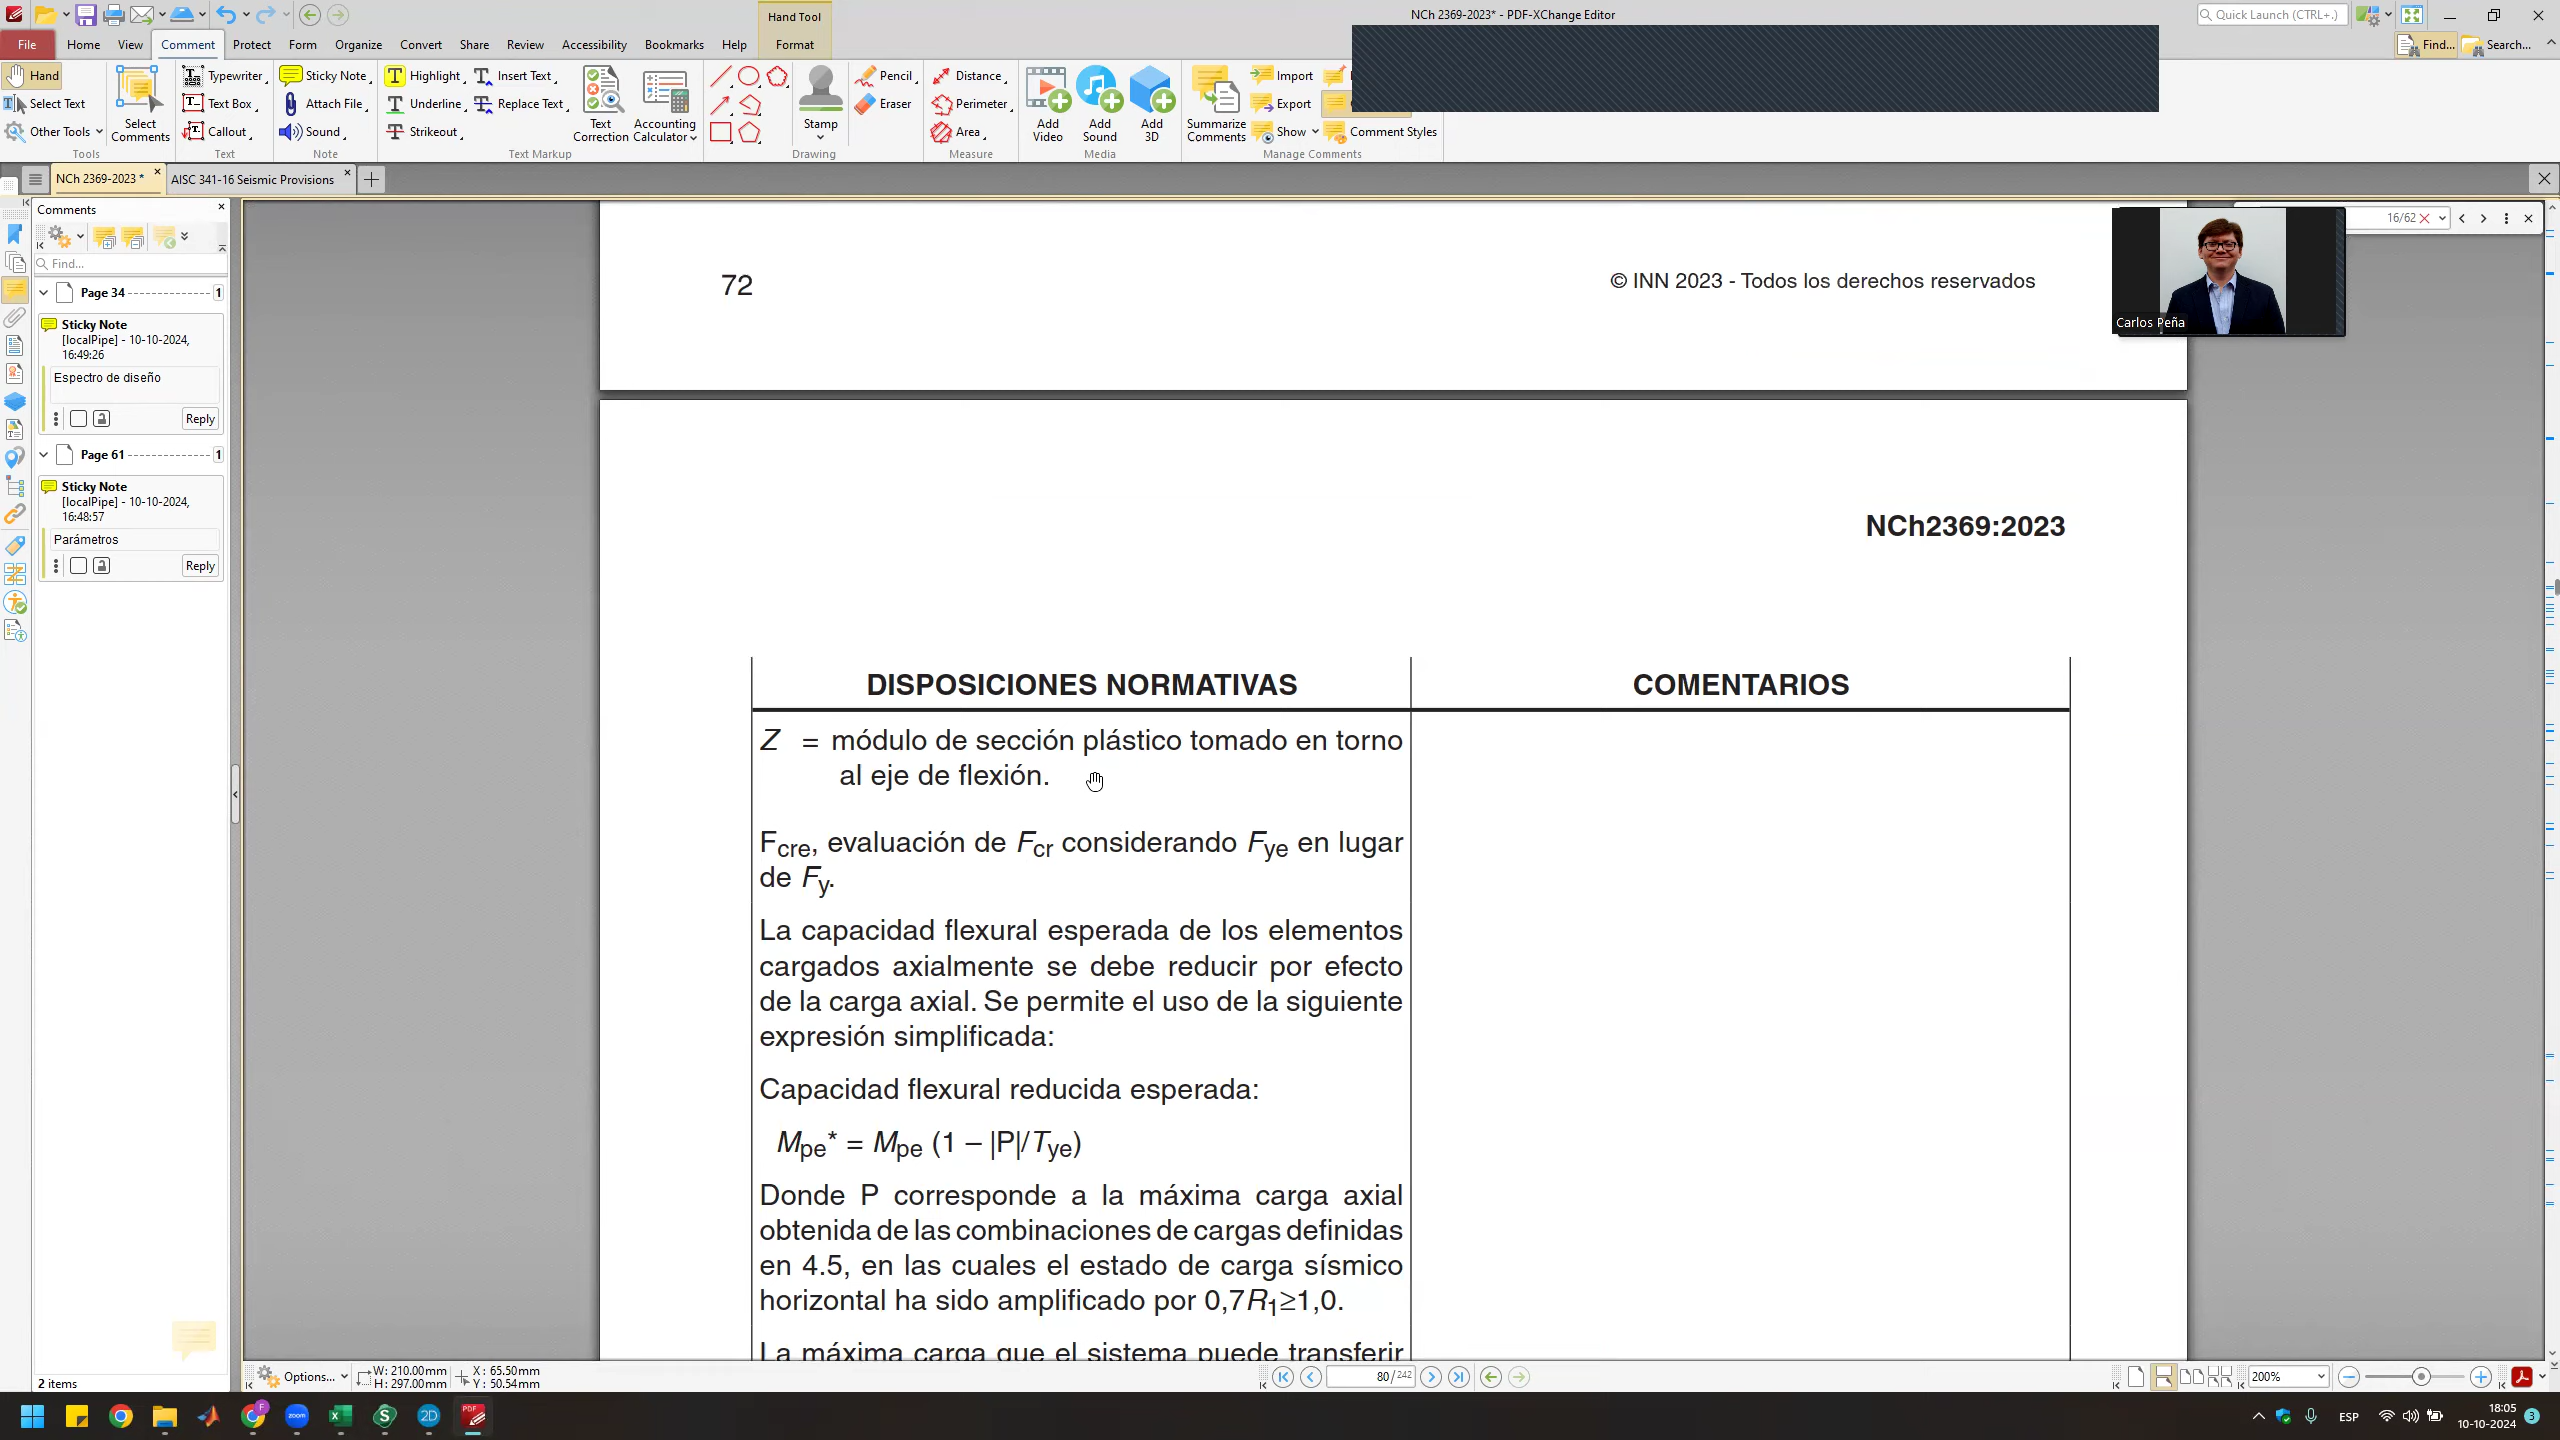 Hand Tool
NCh 2369-2023* - PDF-XChange Editor
Quick Launch (CTRL+.)
File
Home
View
Comment
Protect
Form
Organize
Convert
Share
Review
Accessibility
Bookmarks
Help
Format
Find...
Search...
Hand
Select Text
Other Tools
Tools
Select Comments
Typewriter
Text Box
Callout
Text
Sticky Note
Attach File
Sound
Note
Highlight
Underline
Strikeout
Insert Text
Replace Text
Text Markup
Text Correction
Accounting Calculator
Stamp
Pencil
Eraser
Drawing
Distance
Perimeter
Area
Measure
Add Video
Add Sound
Add 3D
Media
Summarize Comments
Import
Export
Show
Comment Styles
Manage Comments
NCh 2369-2023 *
AISC 341-16 Seismic Provisions
Comments
Find...
Page 34
1
Sticky Note
[localPipe] - 10-10-2024,
16:49:26
Espectro de diseño
Reply
Page 61
1
Sticky Note
[localPipe] - 10-10-2024,
16:48:57
Parámetros
Reply
2 items
16/62
Carlos Peña
72
© INN 2023 - Todos los derechos reservados
NCh2369:2023
DISPOSICIONES NORMATIVAS
COMENTARIOS
Z = módulo de sección plástico tomado en torno
al eje de flexión.
Fcre, evaluación de Fcr considerando Fye en lugar
de Fy.
La capacidad flexural esperada de los elementos
cargados axialmente se debe reducir por efecto
de la carga axial. Se permite el uso de la siguiente
expresión simplificada:
Capacidad flexural reducida esperada:
Mpe* = Mpe (1 – |P|/Tye)
Donde P corresponde a la máxima carga axial
obtenida de las combinaciones de cargas definidas
en 4.5, en las cuales el estado de carga sísmico
horizontal ha sido amplificado por 0,7R1≥1,0.
La máxima carga que el sistema puede transferir
Options...
W: 210.00mm
H: 297.00mm
X: 65.50mm
Y: 50.54mm
80/242
200%
ESP
18:05
10-10-2024
3